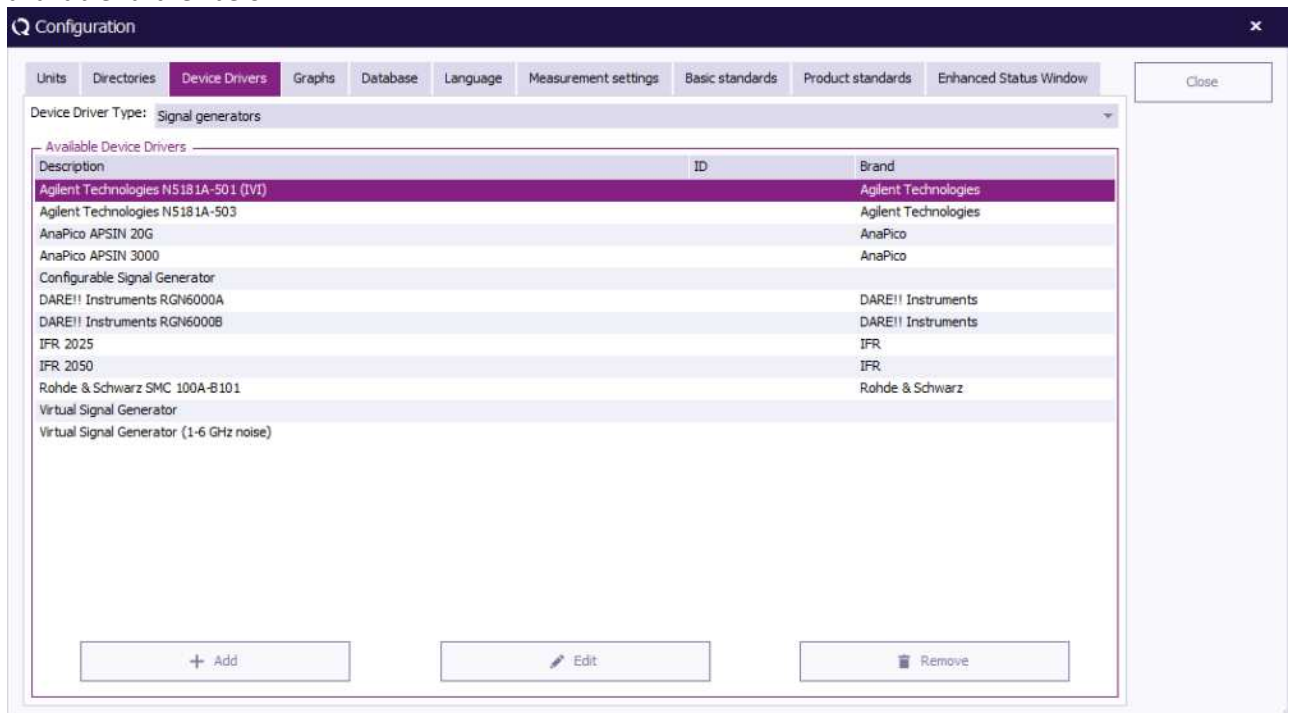 Configuration
Units Directories Device Drivers Graphs Database Language Measurement settings Basic standards Product standards Enhanced Status Window Close
Device Driver Type: Signal generators
Available Device Drivers
Description ID Brand
Agilent Technologies N5181A-501 (IVI) Agilent Technologies
Agilent Technologies N5181A-503 Agilent Technologies
AnaPico APSIN 20G AnaPico
AnaPico APSIN 3000 AnaPico
Configurable Signal Generator
DARE!! Instruments RGN6000A DARE!! Instruments
DARE!! Instruments RGN6000B DARE!! Instruments
IFR 2025 IFR
IFR 2050 IFR
Rohde & Schwarz SMC 100A-B101 Rohde & Schwarz
Virtual Signal Generator
Virtual Signal Generator (1-6 GHz noise)
+ Add Edit Remove